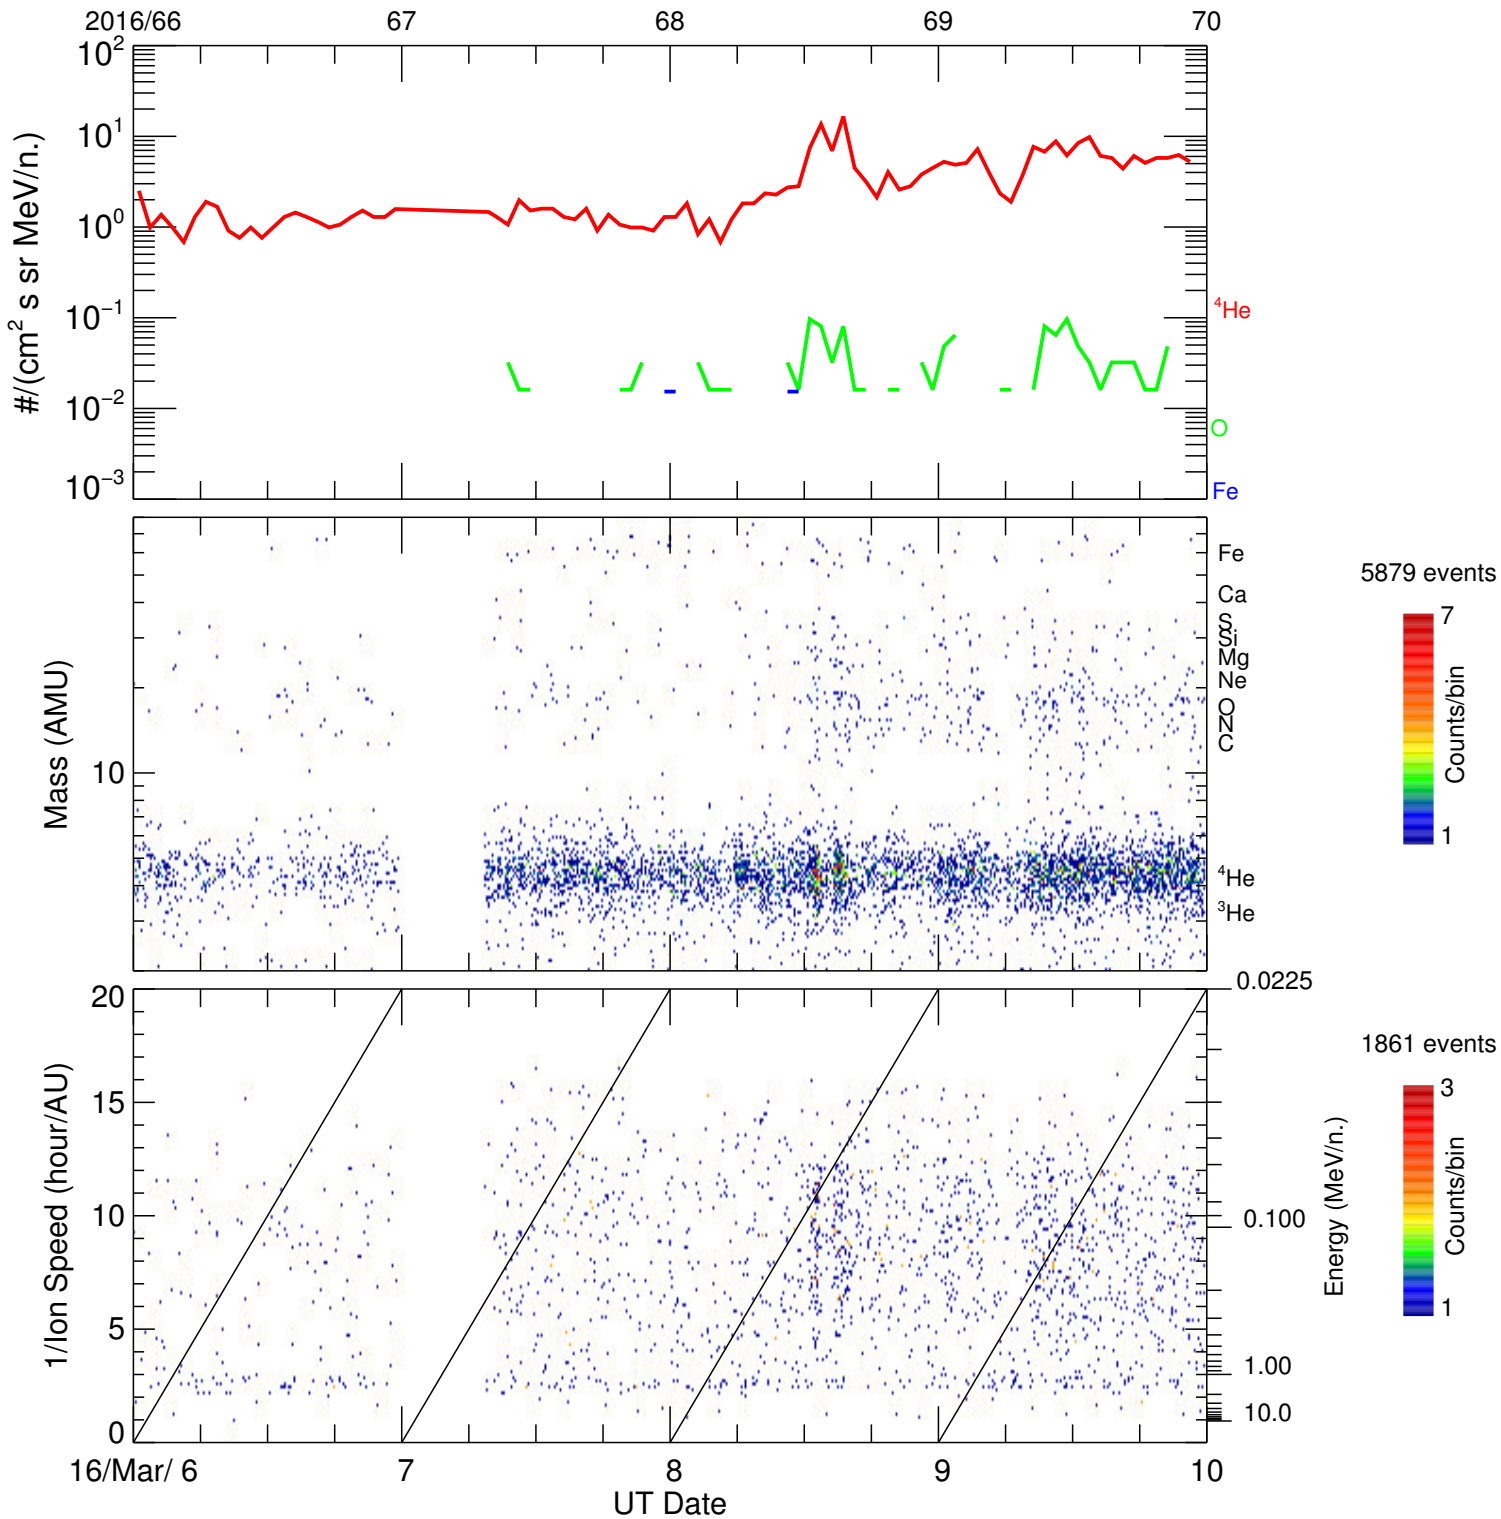 2016/66 67 68 69 70
10²
10¹
10⁰
10⁻¹
10⁻²
10⁻³
#/(cm² s sr MeV/n.)
⁴He
O
Fe
Mass (AMU)
10
Fe
Ca
S
Si
Mg
Ne
O
N
C
⁴He
³He
5879 events
7
Counts/bin
1
1/Ion Speed (hour/AU)
20
15
10
5
0
0.0225
0.100
1.00
10.0
Energy (MeV/n.)
1861 events
3
Counts/bin
1
16/Mar/ 6 7 8 9 10
UT Date